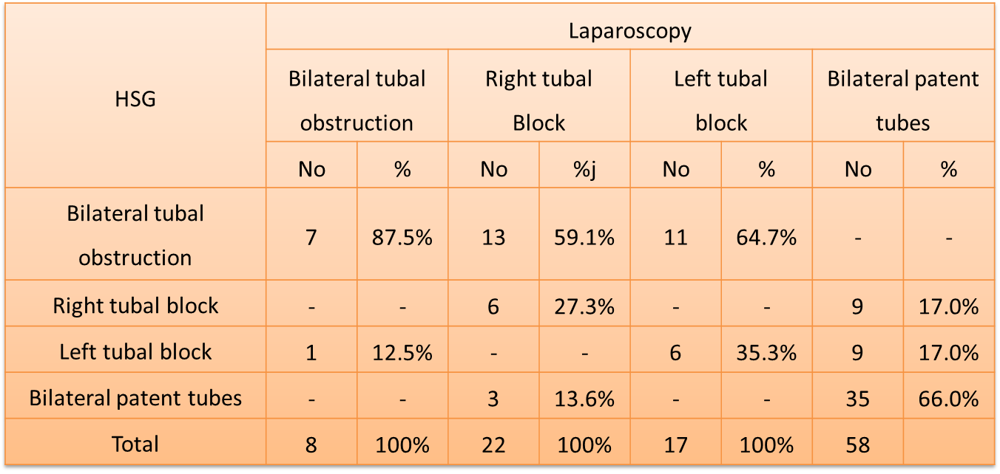 HSG
Laparoscopy
Bilateral tubal
obstruction
Right tubal
Block
Left tubal
block
Bilateral patent
tubes
No % No %j No % No %
Bilateral tubal
obstruction
7 87.5% 13 59.1% 11 64.7% - -
Right tubal block - - 6 27.3% - - 9 17.0%
Left tubal block 1 12.5% - - 6 35.3% 9 17.0%
Bilateral patent tubes - - 3 13.6% - - 35 66.0%
Total 8 100% 22 100% 17 100% 58